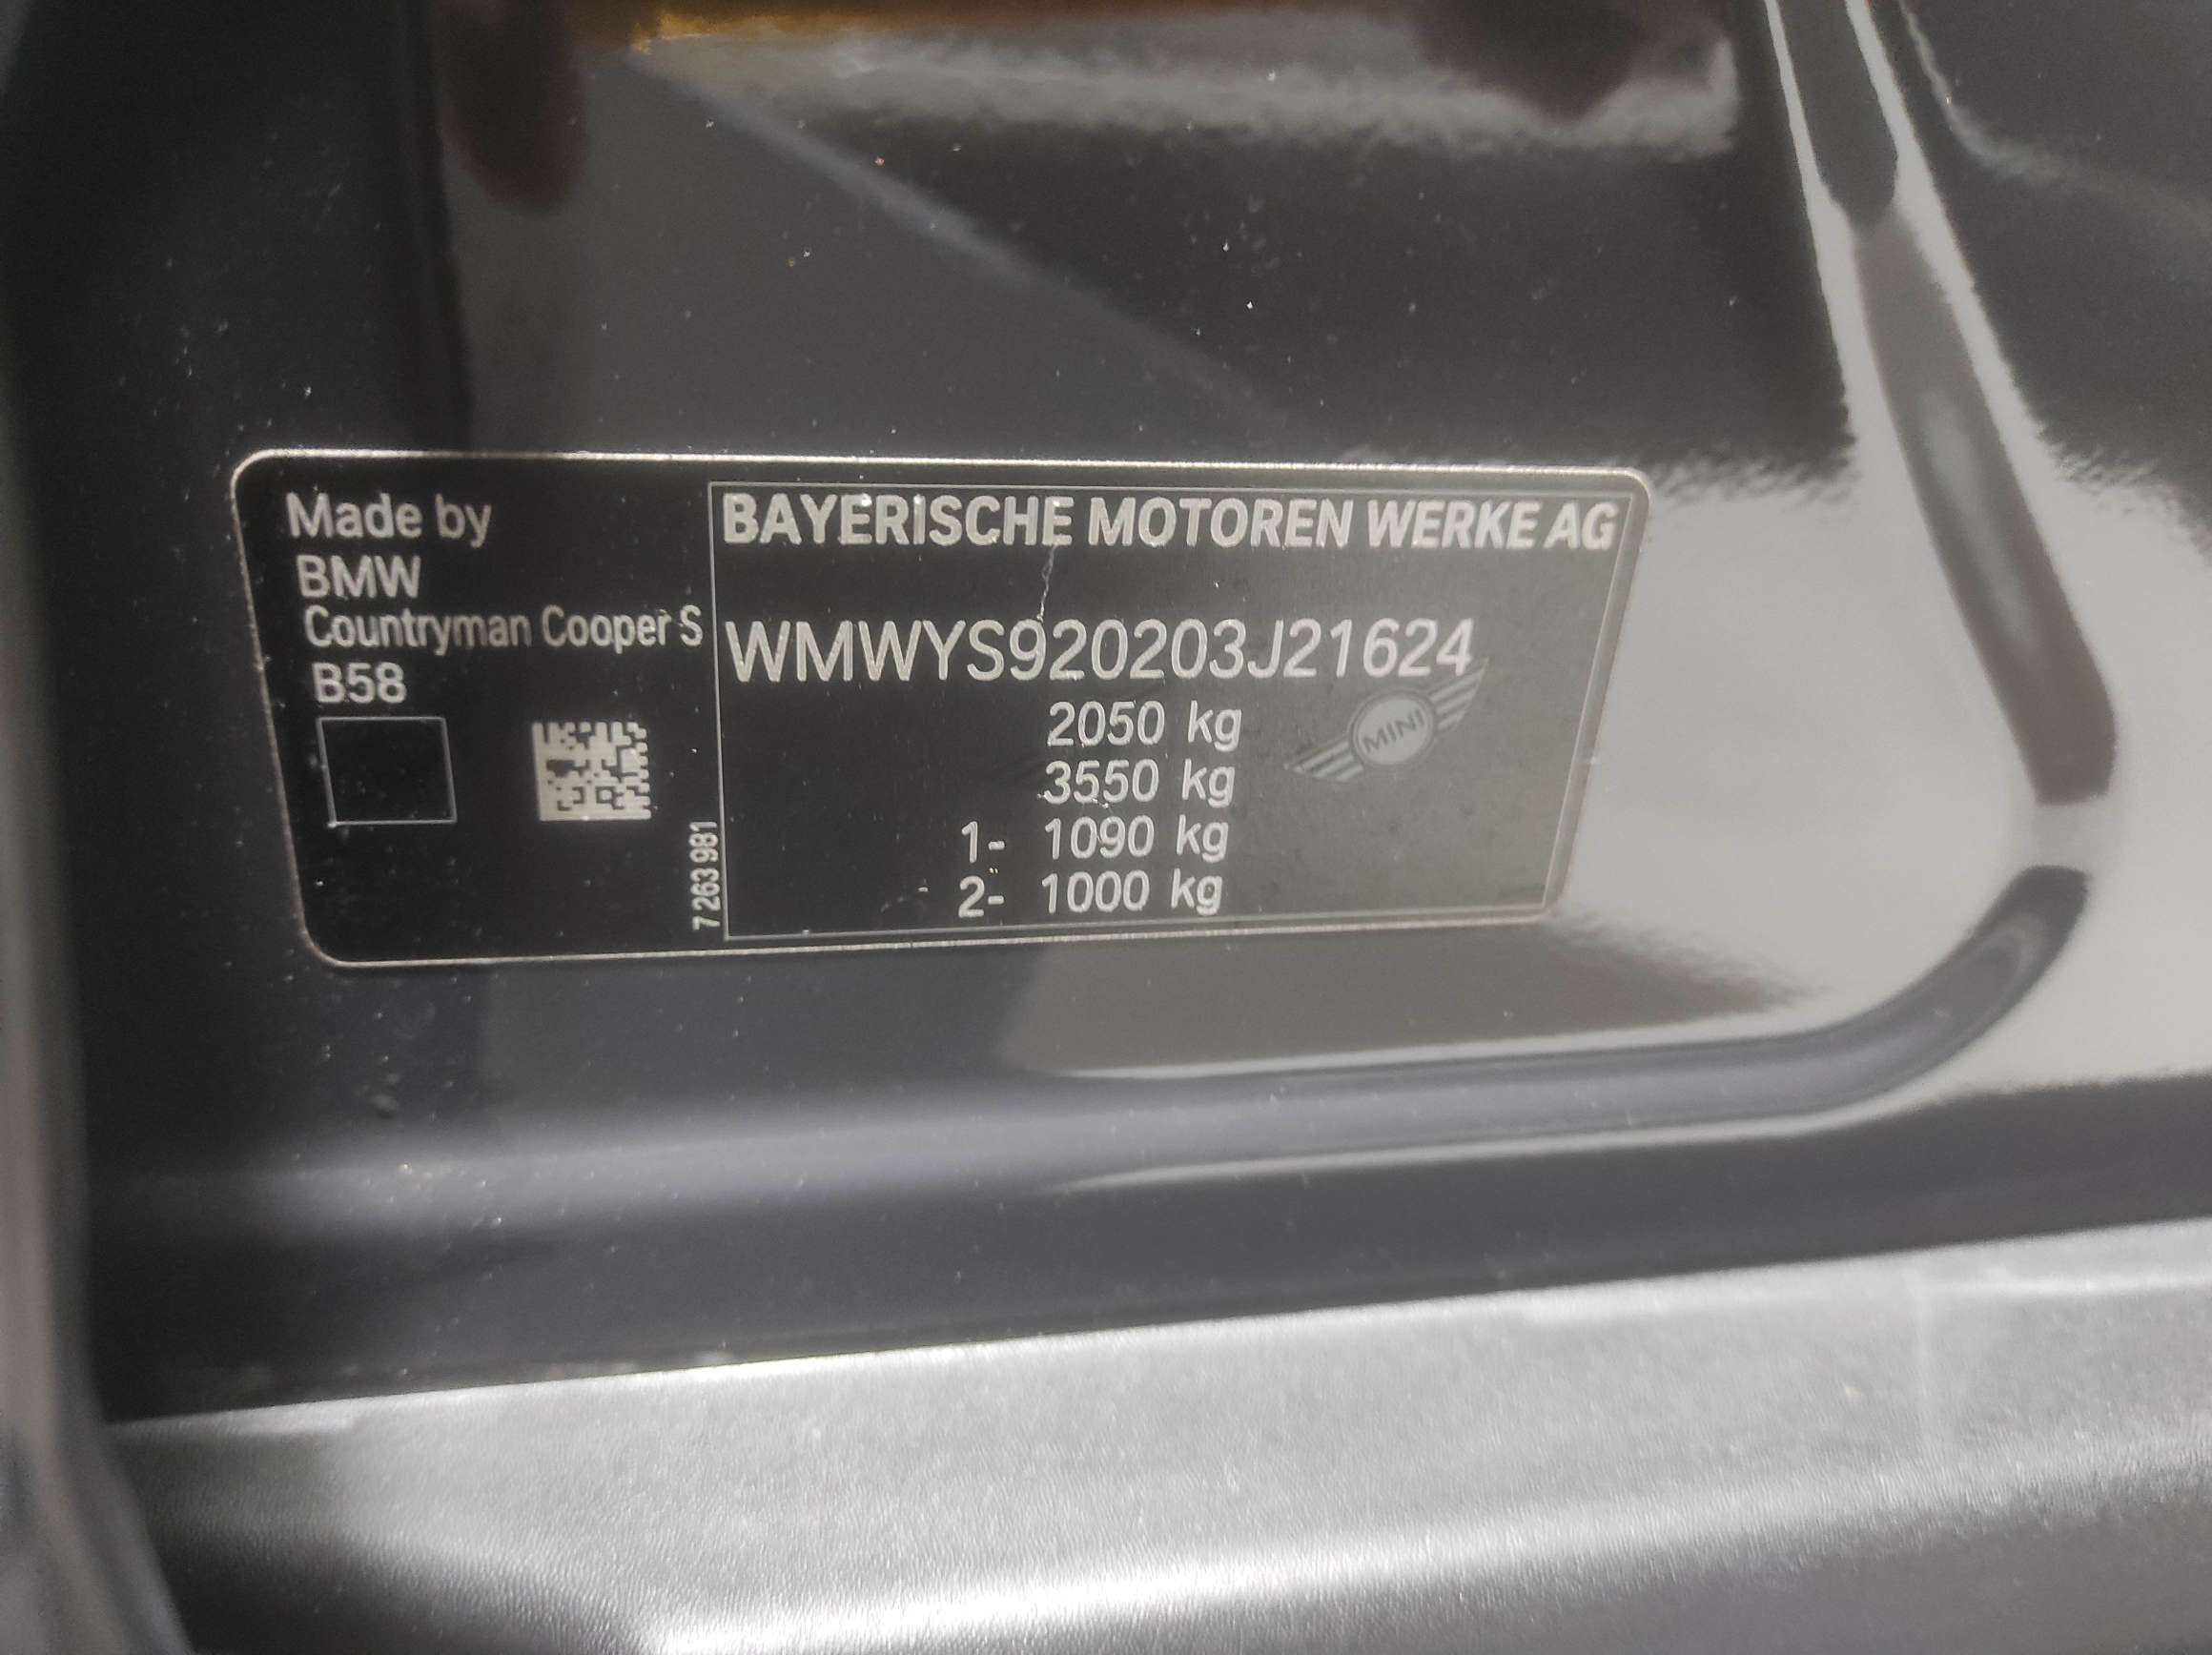 Made by
BMW
Countryman Cooper S
B58
7 263 981
BAYERISCHE MOTOREN WERKE AG
WMWYS920203J21624
2050 kg
3550 kg
1- 1090 kg
2- 1000 kg
MINI